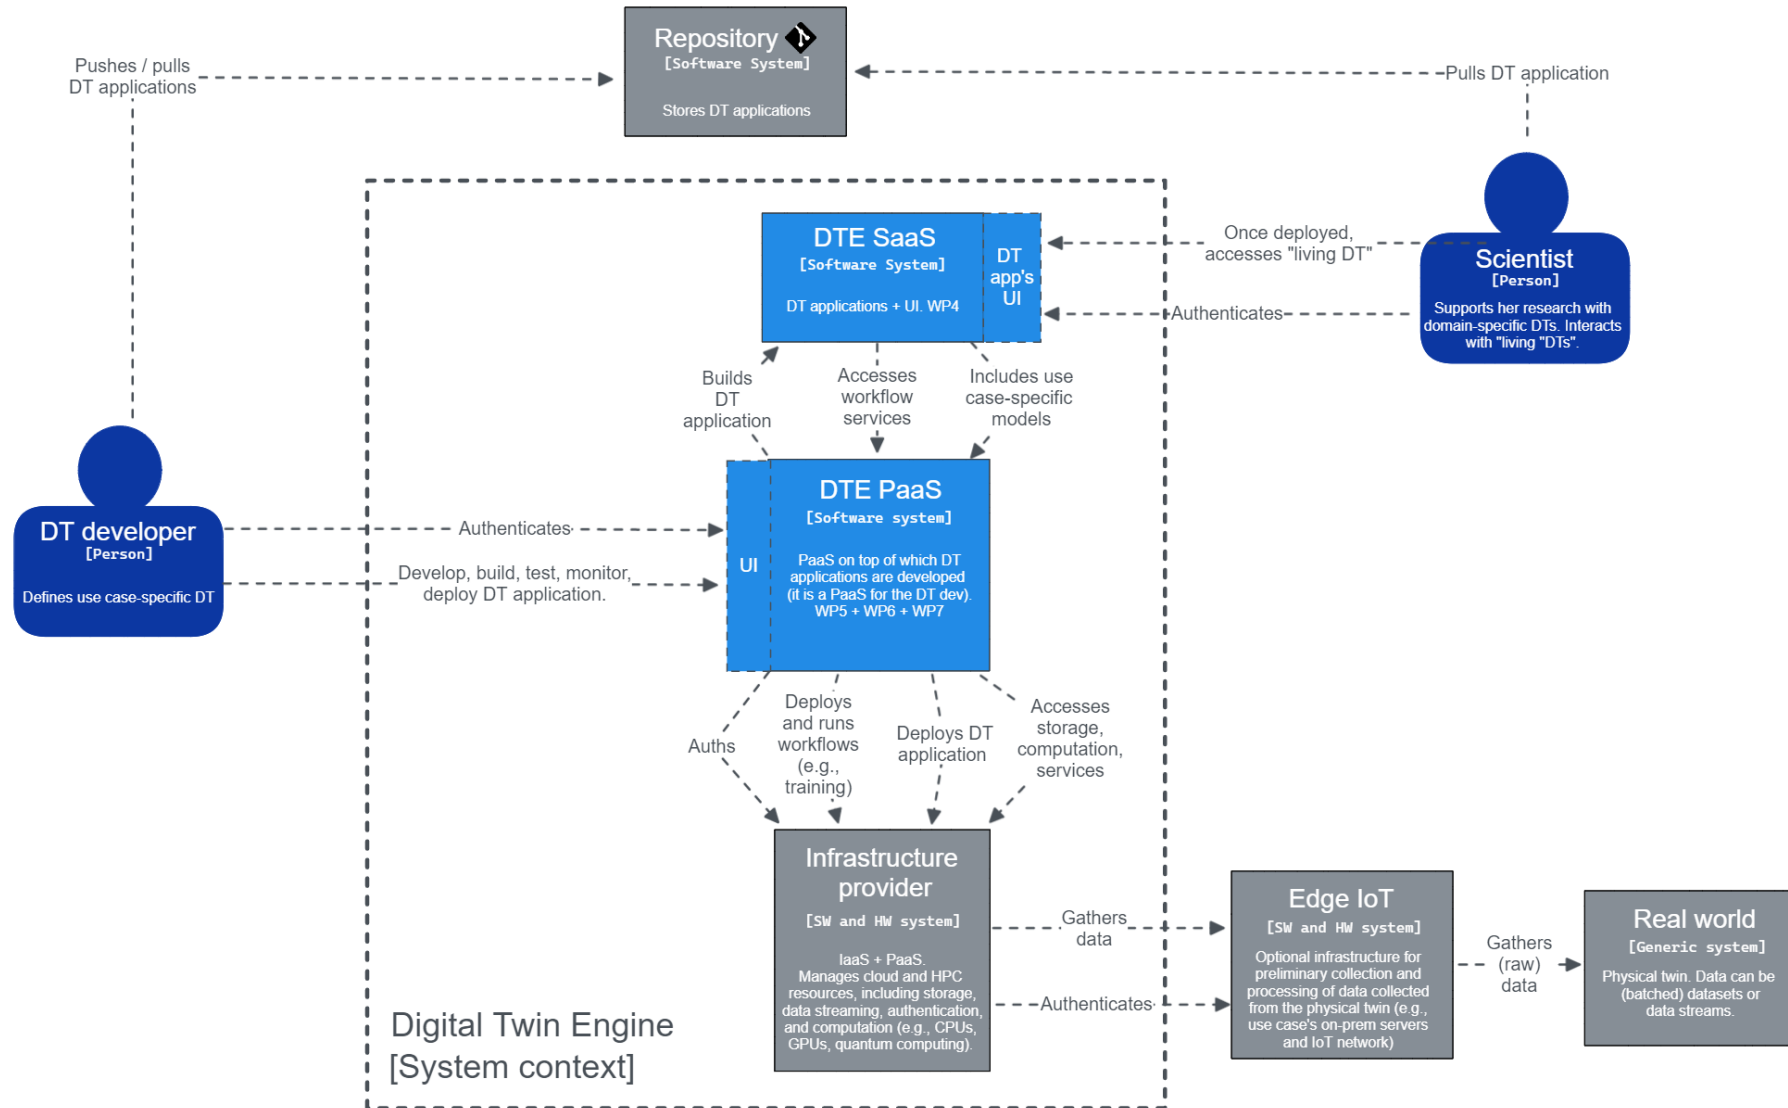 Repository
[Software System]
Stores DT applications
Pushes / pulls
DT applications
Pulls DT application
DTE SaaS
[Software System]
DT applications + UI. WP4
DT
app's
UI
Once deployed,
accesses "living DT"
Authenticates
Scientist
[Person]
Supports her research with
domain-specific DTs. Interacts
with "living "DTs".
Builds
DT
application
Accesses
workflow
services
Includes use
case-specific
models
DT developer
[Person]
Defines use case-specific DT
Authenticates
Develop, build, test, monitor,
deploy DT application.
UI
DTE PaaS
[Software system]
PaaS on top of which DT
applications are developed
(it is a PaaS for the DT dev).
WP5 + WP6 + WP7
Auths
Deploys
and runs
workflows
(e.g.,
training)
Deploys DT
application
Accesses
storage,
computation,
services
Infrastructure
provider
[SW and HW system]
IaaS + PaaS.
Manages cloud and HPC
resources, including storage,
data streaming, authentication,
and computation (e.g., CPUs,
GPUs, quantum computing).
Gathers
data
Authenticates
Edge IoT
[SW and HW system]
Optional infrastructure for
preliminary collection and
processing of data collected
from the physical twin (e.g.,
use case's on-prem servers
and IoT network)
Gathers
(raw)
data
Real world
[Generic system]
Physical twin. Data can be
(batched) datasets or
data streams.
Digital Twin Engine
[System context]